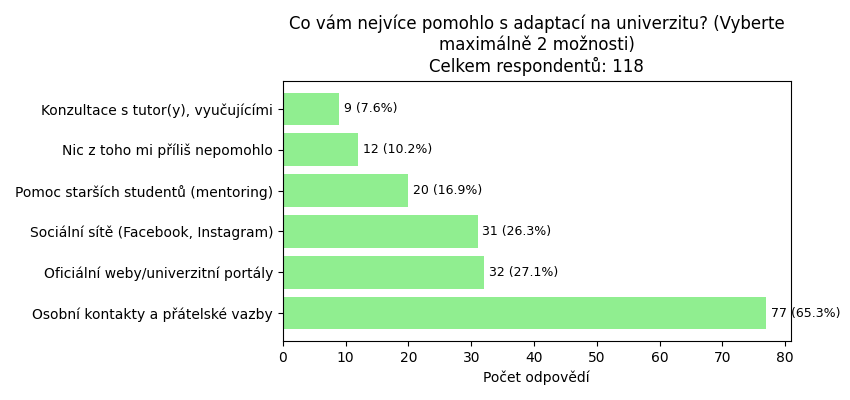 Co vám nejvíce pomohlo s adaptací na univerzitu? (Vyberte
maximálně 2 možnosti)
Celkem respondentů: 118
Konzultace s tutor(y), vyučujícími 9 (7.6%)
Nic z toho mi příliš nepomohlo 12 (10.2%)
Pomoc starších studentů (mentoring) 20 (16.9%)
Sociální sítě (Facebook, Instagram) 31 (26.3%)
Oficiální weby/univerzitní portály 32 (27.1%)
Osobní kontakty a přátelské vazby 77 (65.3%)
0 10 20 30 40 50 60 70 80
Počet odpovědí